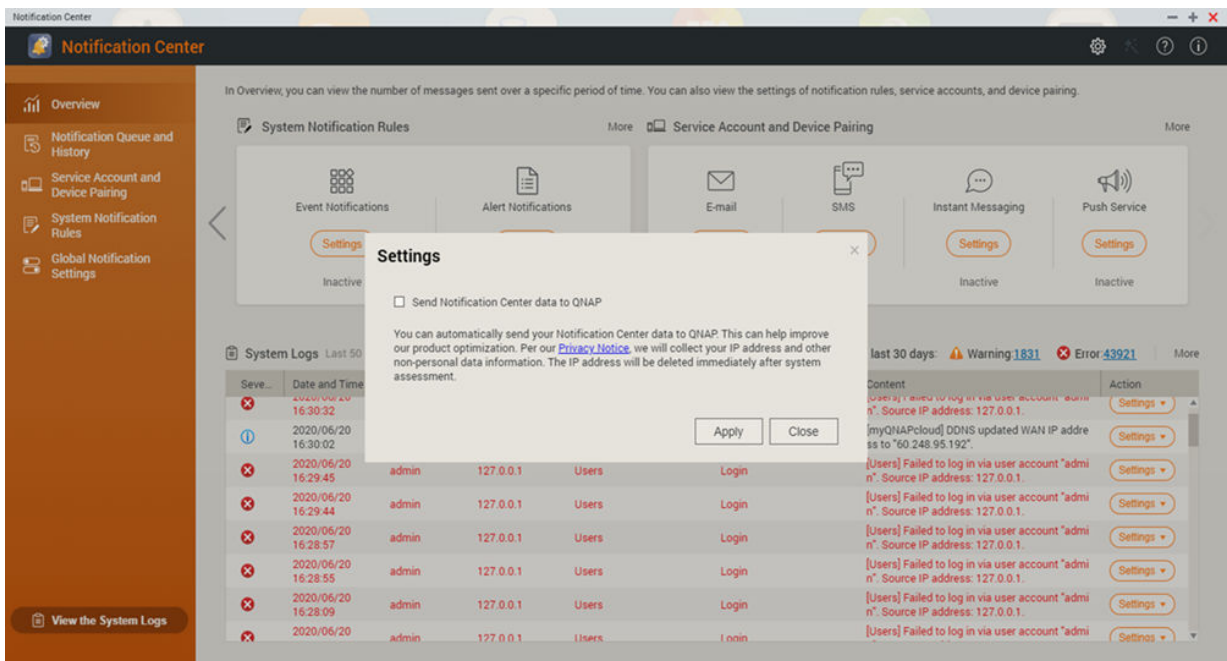 Notification Center
Notification Center
Overview
Notification Queue and
History
Service Account and
Device Pairing
System Notification
Rules
Global Notification
Settings
View the System Logs
In Overview, you can view the number of messages sent over a specific period of time. You can also view the settings of notification rules, service accounts, and device pairing.
System Notification Rules More
Service Account and Device Pairing More
Event Notifications Alert Notifications E-mail SMS Instant Messaging Push Service
Settings Settings Settings
Inactive Inactive Inactive
Settings
Send Notification Center data to QNAP
You can automatically send your Notification Center data to QNAP. This can help improve
our product optimization. Per our Privacy Notice, we will collect your IP address and other
non-personal data information. The IP address will be deleted immediately after system
assessment.
Apply Close
System Logs Last 50 last 30 days: Warning:1831 Error:43921 More
Seve... Date and Time Content Action
16:30:32 n". Source IP address: 127.0.0.1. Settings
2020/06/20 [myQNAPcloud] DDNS updated WAN IP addre
16:30:02 ss to "60.248.95.192". Settings
2020/06/20 [Users] Failed to log in via user account "admi
16:29:45 admin 127.0.0.1 Users Login n". Source IP address: 127.0.0.1. Settings
2020/06/20 [Users] Failed to log in via user account "admi
16:29:44 admin 127.0.0.1 Users Login n". Source IP address: 127.0.0.1. Settings
2020/06/20 [Users] Failed to log in via user account "admi
16:28:57 admin 127.0.0.1 Users Login n". Source IP address: 127.0.0.1. Settings
2020/06/20 [Users] Failed to log in via user account "admi
16:28:55 admin 127.0.0.1 Users Login n". Source IP address: 127.0.0.1. Settings
2020/06/20 [Users] Failed to log in via user account "admi
16:28:09 admin 127.0.0.1 Users Login n". Source IP address: 127.0.0.1. Settings
2020/06/20 admin 127.0.0.1 Users Login [Users] Failed to log in via user account "admi Settings